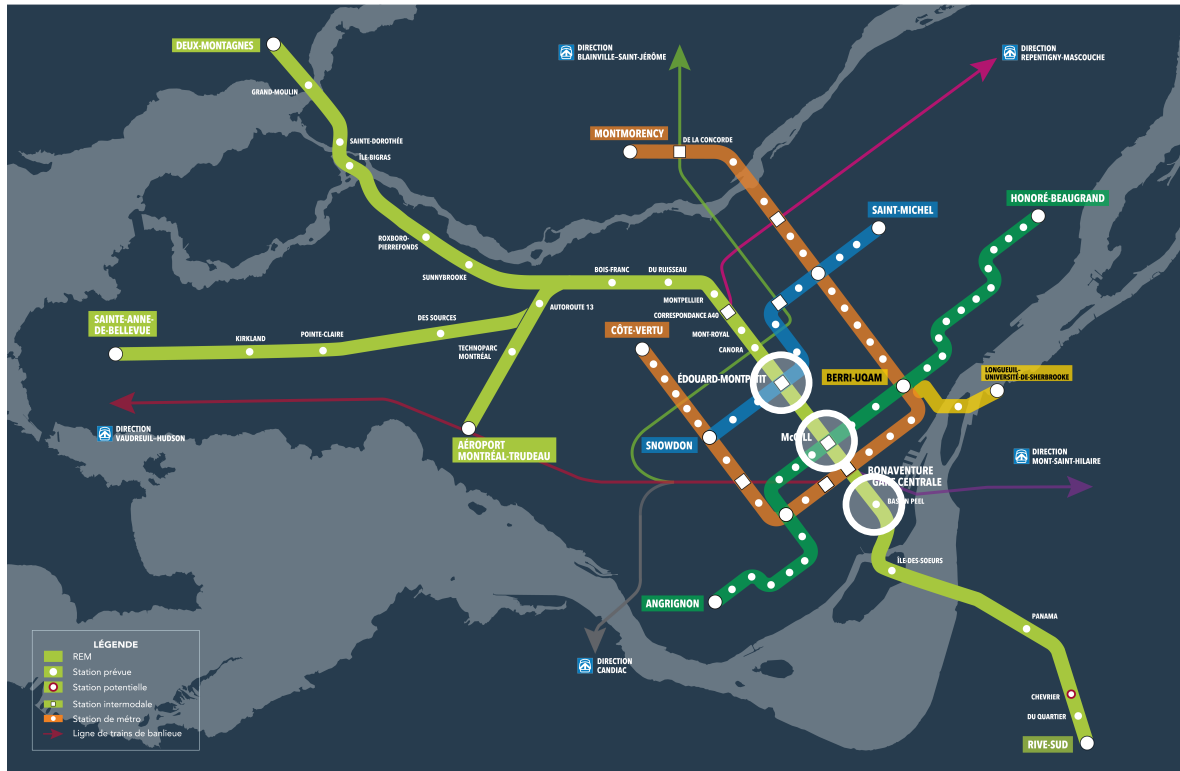 DEUX-MONTAGNES
GRAND-MOULIN
SAINTE-DOROTHÉE
ÎLE-BIGRAS
ROXBORO-
PIERREFONDS
SUNNYBROOKE
DIRECTION
BLAINVILLE–SAINT-JÉRÔME
DIRECTION
REPENTIGNY-MASCOUCHE
MONTMORENCY
DE LA CONCORDE
SAINT-MICHEL
HONORÉ-BEAUGRAND
BOIS-FRANC
DU RUISSEAU
MONTPELLIER
CORRESPONDANCE A40
MONT-ROYAL
CANORA
AUTOROUTE 13
TECHNOPARC
MONTRÉAL
DES SOURCES
POINTE-CLAIRE
KIRKLAND
SAINTE-ANNE-
DE-BELLEVUE
CÔTE-VERTU
ÉDOUARD-MONTPETIT
BERRI-UQAM
LONGUEUIL–
UNIVERSITÉ-DE-SHERBROOKE
DIRECTION
VAUDREUIL-HUDSON
AÉROPORT
MONTRÉAL-TRUDEAU
SNOWDON
McGILL
BONAVENTURE
GARE CENTRALE
BASSIN PEEL
DIRECTION
MONT-SAINT-HILAIRE
ÎLE-DES-SOEURS
ANGRIGNON
DIRECTION
CANDIAC
PANAMA
CHEVRIER
DU QUARTIER
RIVE-SUD
LÉGENDE
REM
Station prévue
Station potentielle
Station intermodale
Station de métro
Ligne de trains de banlieue